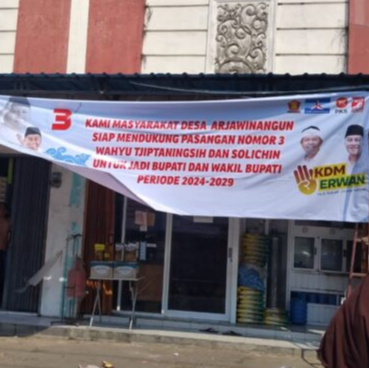 3
KAMI MASYARAKAT DESA ARJAWINANGUN
SIAP MENDUKUNG PASANGAN NOMOR 3
WAHYU TJIPTANINGSIH DAN SOLICHIN
UNTUK JADI BUPATI DAN WAKIL BUPATI
PERIODE 2024-2029
KDM
ERWAN